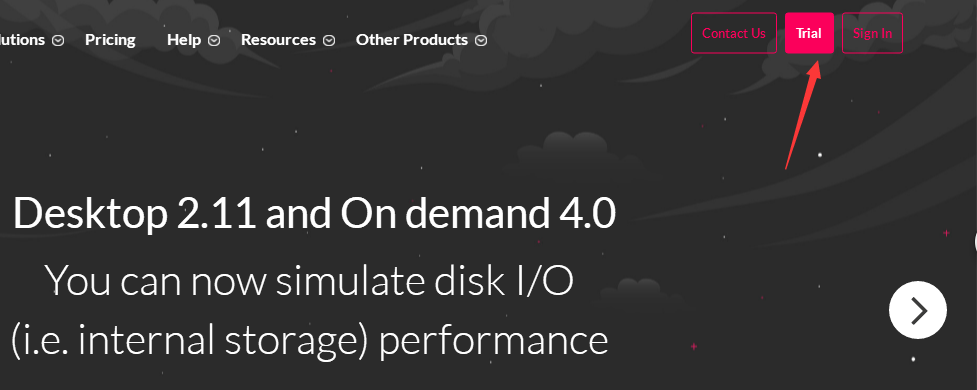 Pricing
Help
Resources
Other Products
Contact Us
Trial
Sign In
Desktop 2.11 and On demand 4.0
You can now simulate disk I/O
(i.e. internal storage) performance